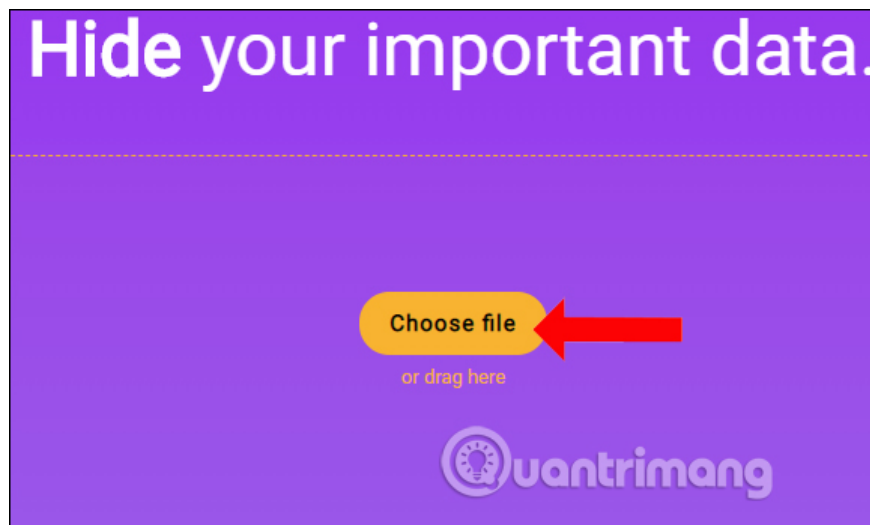 Hide your important data.
Choose file
or drag here
Quantrimang